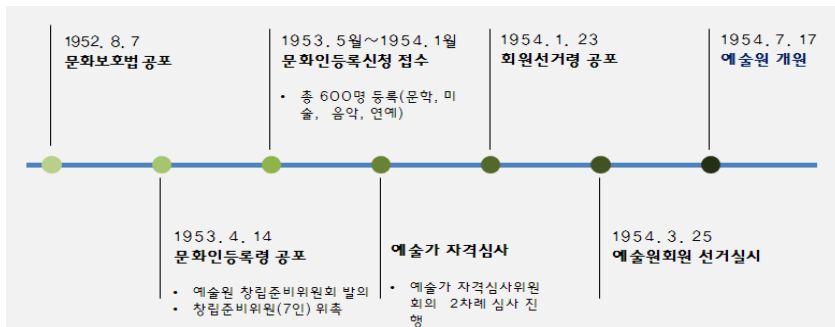 1952. 8. 7
문화보호법 공포
1953. 5월~1954. 1월
문화인등록신청 접수
• 총 600명 등록(문학, 미
술, 음악, 연예)
1954. 1. 23
회원선거령 공포
1954. 7. 17
예술원 개원
1953. 4. 14
문화인등록령 공포
• 예술원 창립준비위원회 발의
• 창립준비위원(7인) 위촉
예술가 자격심사
• 예술가 자격심사위원
회의 2차례 심사 진
행
1954. 3. 25
예술원회원 선거실시